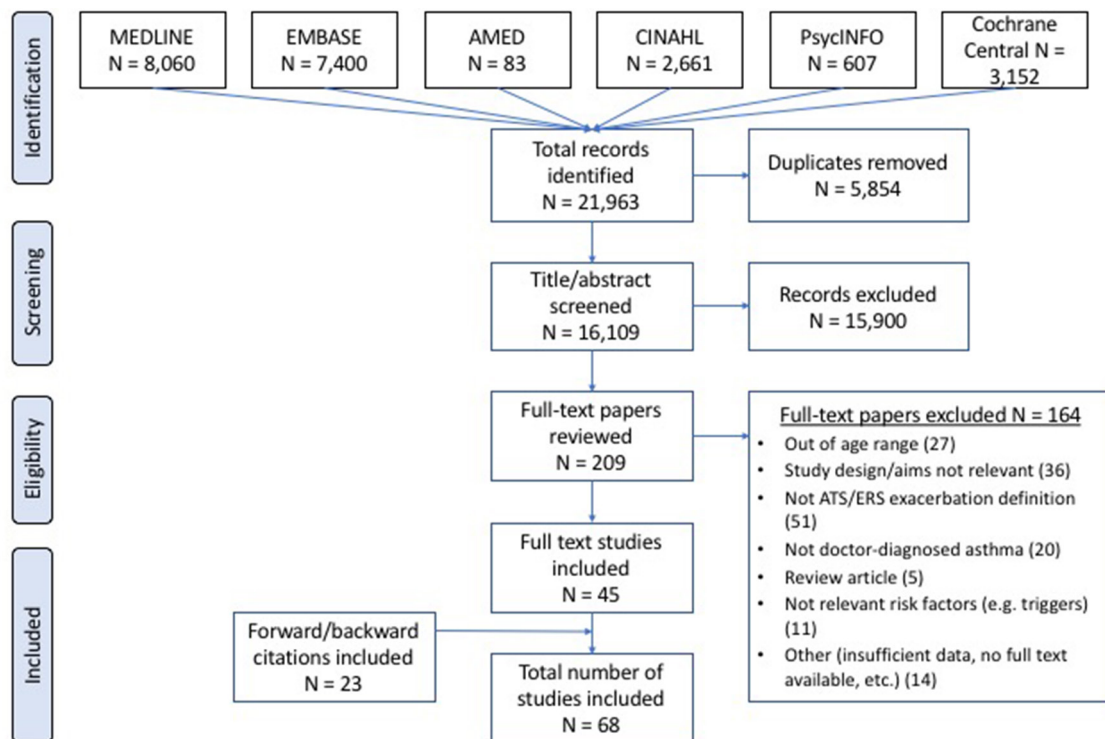 Identification
MEDLINE
N = 8,060
EMBASE
N = 7,400
AMED
N = 83
CINAHL
N = 2,661
PsycINFO
N = 607
Cochrane
Central N =
3,152
Total records
identified
N = 21,963
Duplicates removed
N = 5,854
Screening
Title/abstract
screened
N = 16,109
Records excluded
N = 15,900
Eligibility
Full-text papers
reviewed
N = 209
Full-text papers excluded N = 164
• Out of age range (27)
• Study design/aims not relevant (36)
• Not ATS/ERS exacerbation definition
(51)
• Not doctor-diagnosed asthma (20)
• Review article (5)
• Not relevant risk factors (e.g. triggers)
(11)
• Other (insufficient data, no full text
available, etc.) (14)
Full text studies
included
N = 45
Included
Forward/backward
citations included
N = 23
Total number of
studies included
N = 68